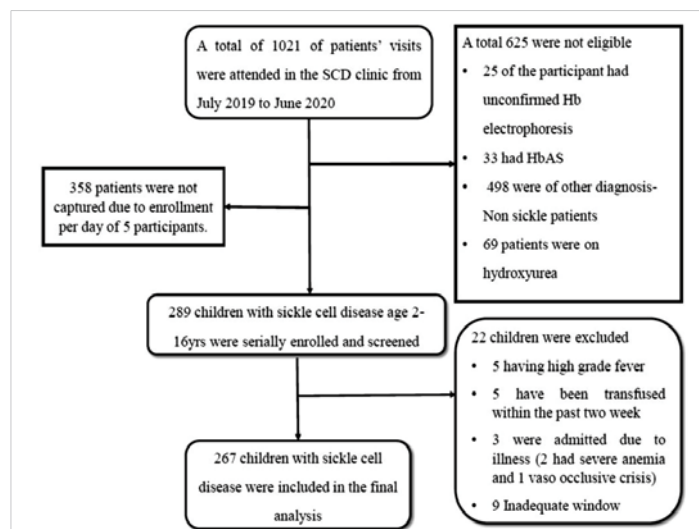 A total of 1021 of patients’ visits
were attended in the SCD clinic from
July 2019 to June 2020
A total 625 were not eligible
• 25 of the participant had
unconfirmed Hb
electrophoresis
• 33 had HbAS
• 498 were of other diagnosis-
Non sickle patients
• 69 patients were on
hydroxyurea
358 patients were not
captured due to enrollment
per day of 5 participants.
289 children with sickle cell disease age 2-
16yrs were serially enrolled and screened
22 children were excluded
• 5 having high grade fever
• 5 have been transfused
within the past two week
• 3 were admitted due to
illness (2 had severe anemia
and 1 vaso occlusive crisis)
• 9 Inadequate window
267 children with sickle cell
disease were included in the final
analysis